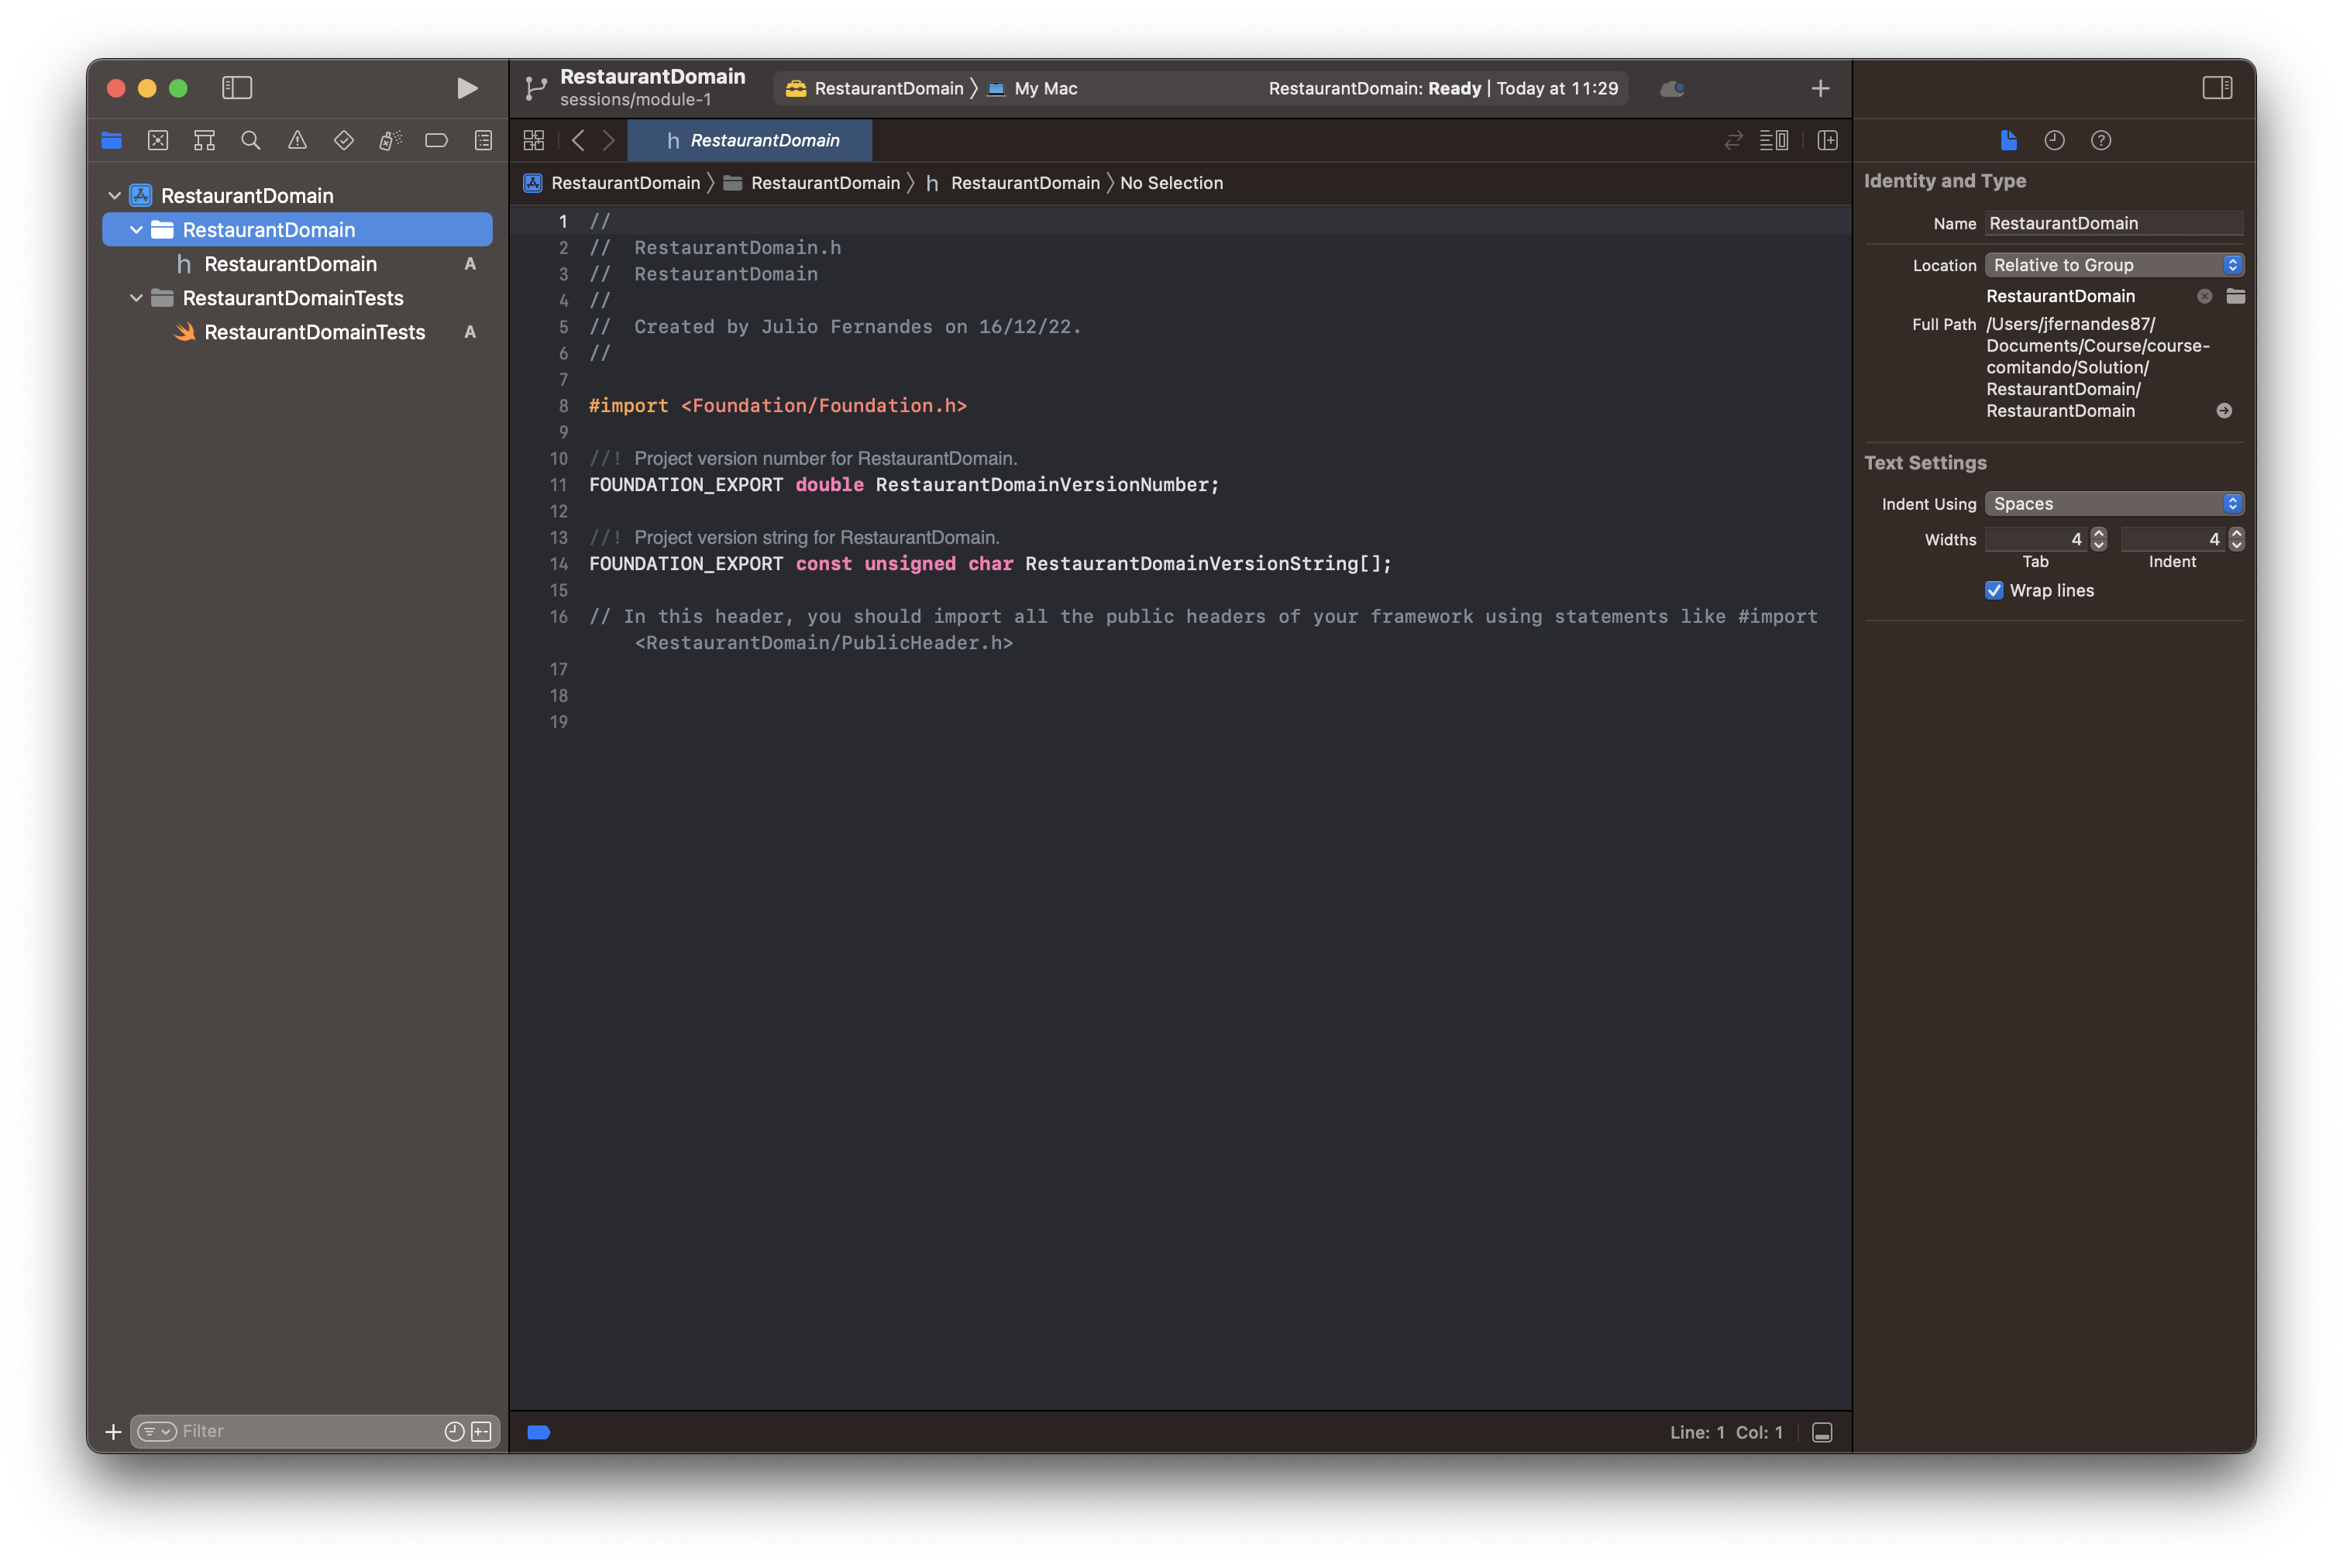 RestaurantDomain
sessions/module-1
RestaurantDomain
My Mac
RestaurantDomain: Ready | Today at 11:29
RestaurantDomain
RestaurantDomain
RestaurantDomain A
RestaurantDomainTests
RestaurantDomainTests A
Filter
h RestaurantDomain
RestaurantDomain
RestaurantDomain
h RestaurantDomain
No Selection
1 //
2 //  RestaurantDomain.h
3 //  RestaurantDomain
4 //
5 //  Created by Julio Fernandes on 16/12/22.
6 //
7
8 #import <Foundation/Foundation.h>
9
10 //! Project version number for RestaurantDomain.
11 FOUNDATION_EXPORT double RestaurantDomainVersionNumber;
12
13 //! Project version string for RestaurantDomain.
14 FOUNDATION_EXPORT const unsigned char RestaurantDomainVersionString[];
15
16 // In this header, you should import all the public headers of your framework using statements like #import
<RestaurantDomain/PublicHeader.h>
17
18
19
Line: 1  Col: 1
Identity and Type
Name RestaurantDomain
Location Relative to Group
RestaurantDomain
Full Path /Users/jfernandes87/
Documents/Course/course-
comitando/Solution/
RestaurantDomain/
RestaurantDomain
Text Settings
Indent Using Spaces
Widths 4 4
Tab Indent
Wrap lines